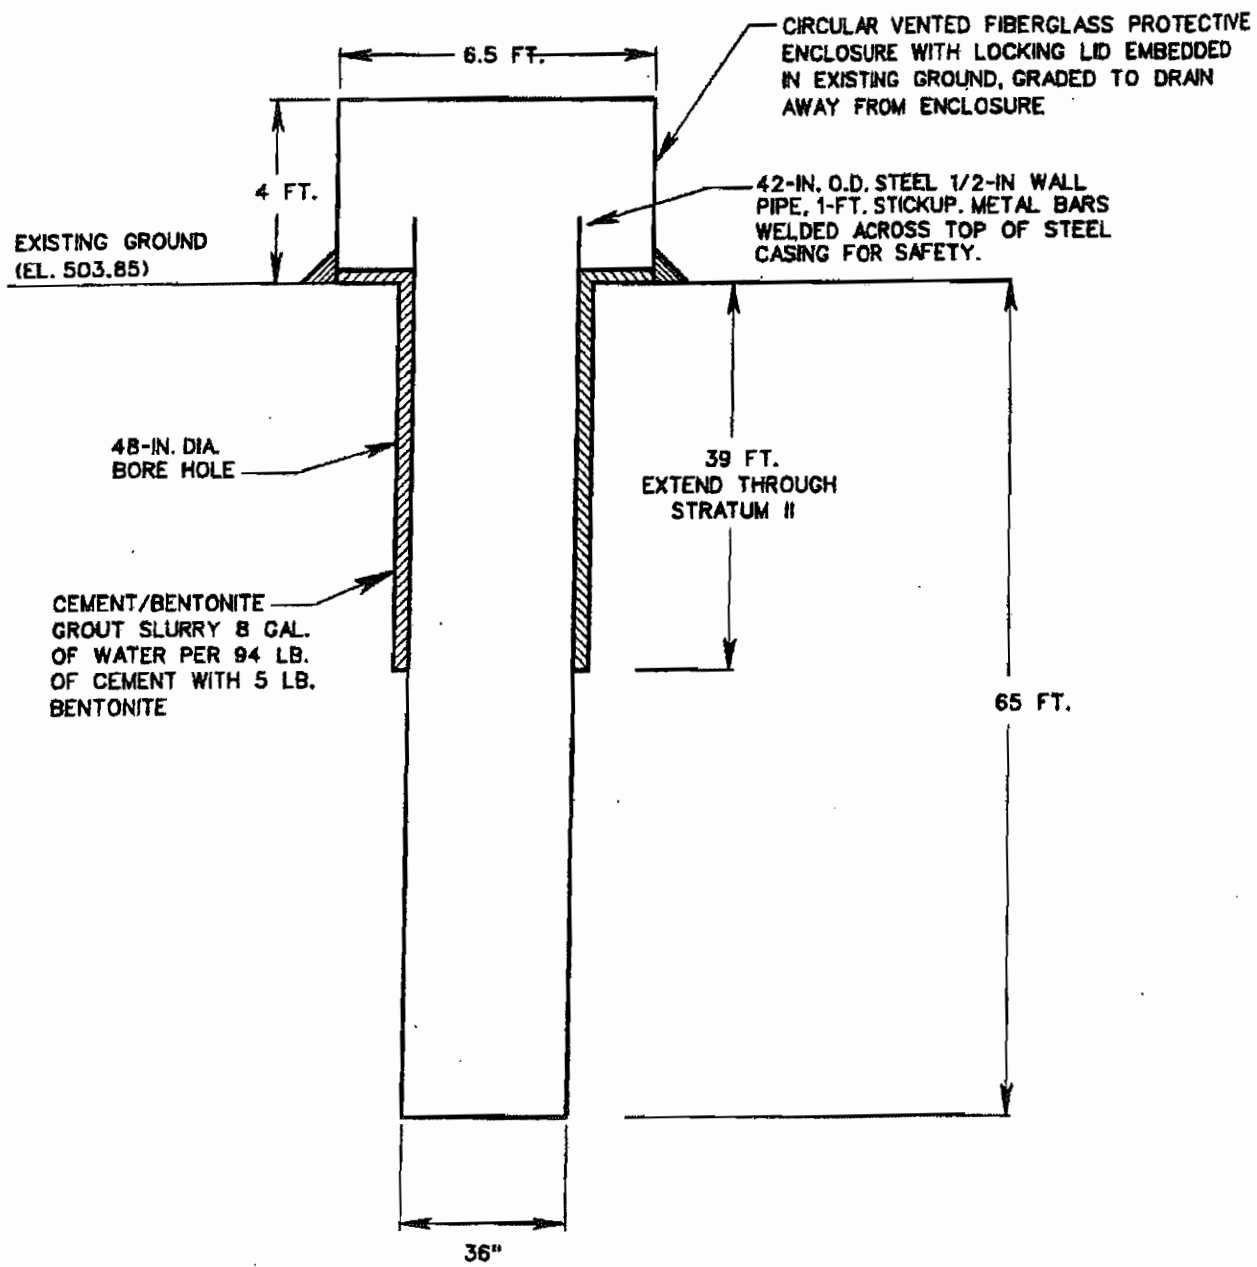 CIRCULAR VENTED FIBERGLASS PROTECTIVE
ENCLOSURE WITH LOCKING LID EMBEDDED
IN EXISTING GROUND, GRADED TO DRAIN
AWAY FROM ENCLOSURE
6.5 FT.
4 FT.
42-IN. O.D. STEEL 1/2-IN WALL
PIPE, 1-FT. STICKUP. METAL BARS
WELDED ACROSS TOP OF STEEL
CASING FOR SAFETY.
EXISTING GROUND
(EL. 503.85)
48-IN. DIA.
BORE HOLE
39 FT.
EXTEND THROUGH
STRATUM II
CEMENT/BENTONITE
GROUT SLURRY 8 GAL.
OF WATER PER 94 LB.
OF CEMENT WITH 5 LB.
BENTONITE
65 FT.
36"